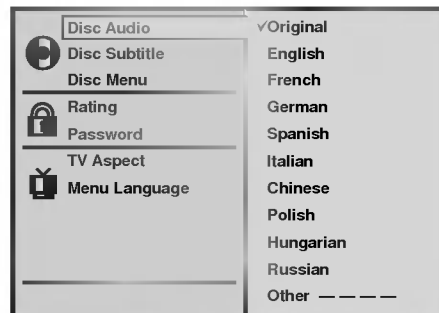 Disc Audio
Disc Subtitle
Disc Menu
Rating
Password
TV Aspect
Menu Language
✓Original
English
French
German
Spanish
Italian
Chinese
Polish
Hungarian
Russian
Other — — — —